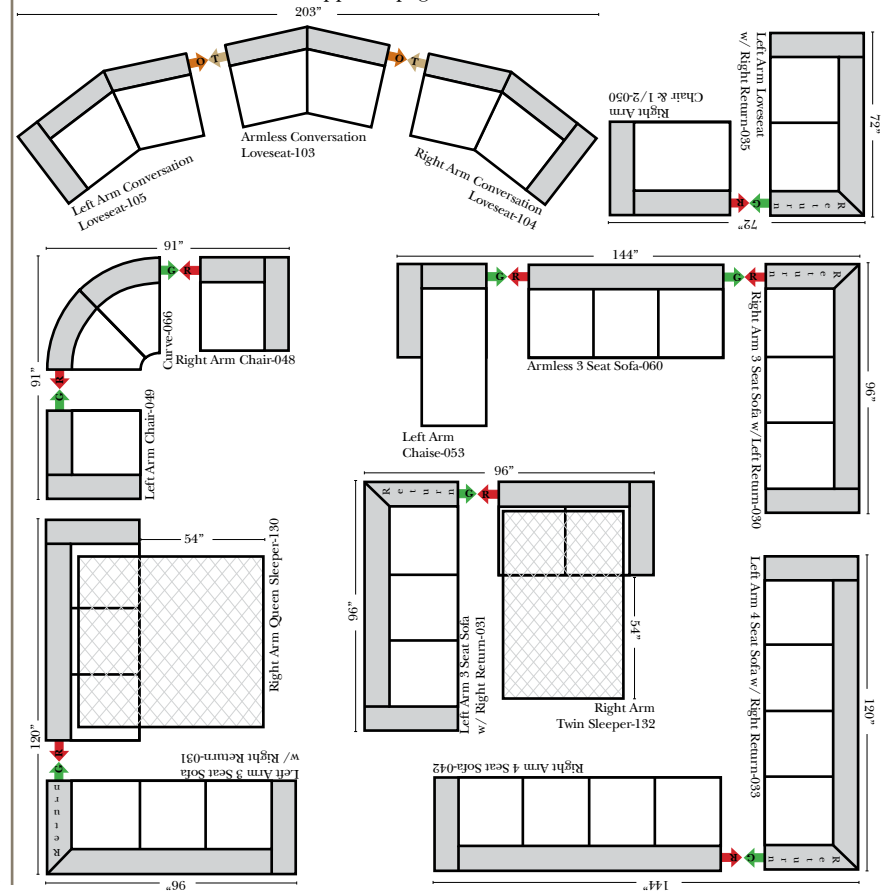 203”
O T
O T
Left Arm Conversation
Loveseat-105
Armless Conversation
Loveseat-103
Right Arm Conversation
Loveseat-104
Right Arm
Chair & 1/2-050
Left Arm Loveseat
w/ Right Return-035
72”
R G
Return
72”
91”
G R
Curve-066
Right Arm Chair-048
91”
R
G
Left Arm Chair-049
144”
G R
G R
Return
Armless 3 Seat Sofa-060
Left Arm
Chaise-053
Right Arm 3 Seat Sofa w/Left Return-030
96”
96”
Return
G R
96”
Left Arm 3 Seat Sofa
w/ Right Return-031
54”
Right Arm
Twin Sleeper-132
54”
Right Arm Queen Sleeper-130
120”
R
G
Left Arm 3 Seat Sofa
w/ Right Return-031
Return
96”
Right Arm 4 Seat Sofa-042
Left Arm 4 Seat Sofa w/ Right Return-033
120”
R G
Return
144”